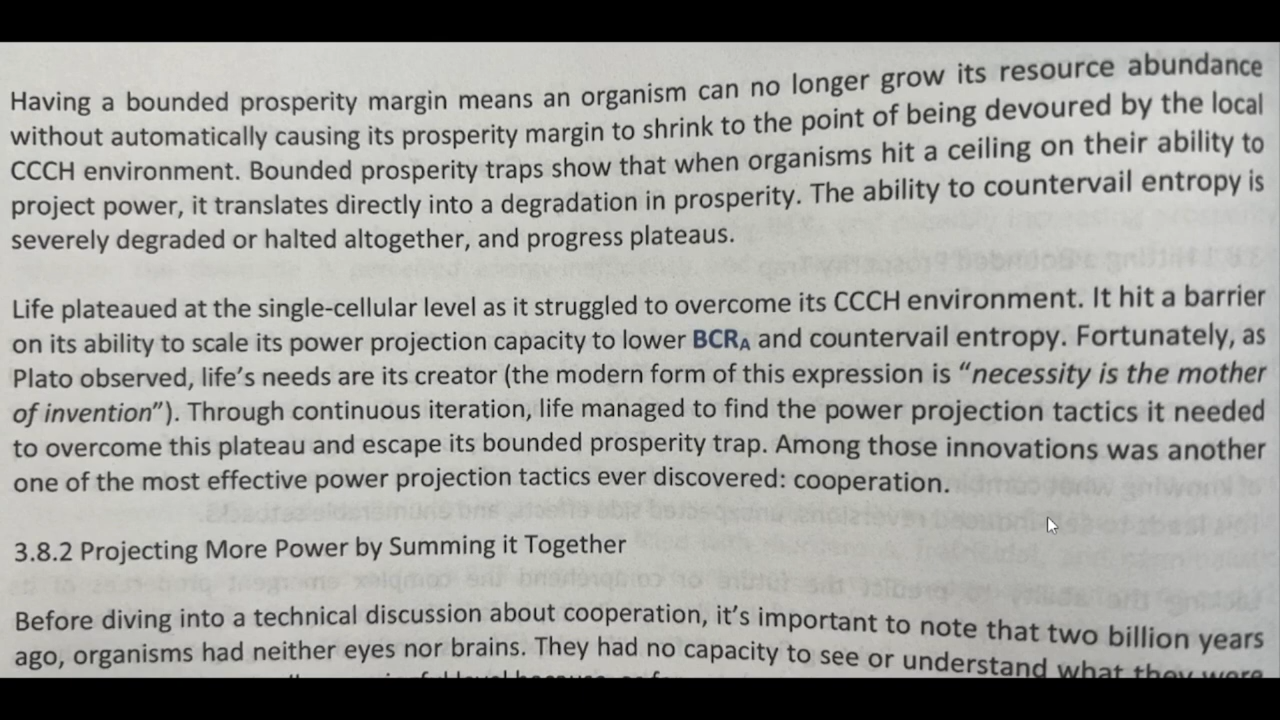 Having a bounded prosperity margin means an organism can no longer grow its resource abundance
without automatically causing its prosperity margin to shrink to the point of being devoured by the local
CCCH environment. Bounded prosperity traps show that when organisms hit a ceiling on their ability to
project power, it translates directly into a degradation in prosperity. The ability to countervail entropy is
severely degraded or halted altogether, and progress plateaus.
Life plateaued at the single-cellular level as it struggled to overcome its CCCH environment. It hit a barrier
on its ability to scale its power projection capacity to lower BCRA and countervail entropy. Fortunately, as
Plato observed, life's needs are its creator (the modern form of this expression is “necessity is the mother
of invention”). Through continuous iteration, life managed to find the power projection tactics it needed
to overcome this plateau and escape its bounded prosperity trap. Among those innovations was another
one of the most effective power projection tactics ever discovered: cooperation.
3.8.2 Projecting More Power by Summing it Together
Before diving into a technical discussion about cooperation, it's important to note that two billion years
ago, organisms had neither eyes nor brains. They had no capacity to see or understand what they were